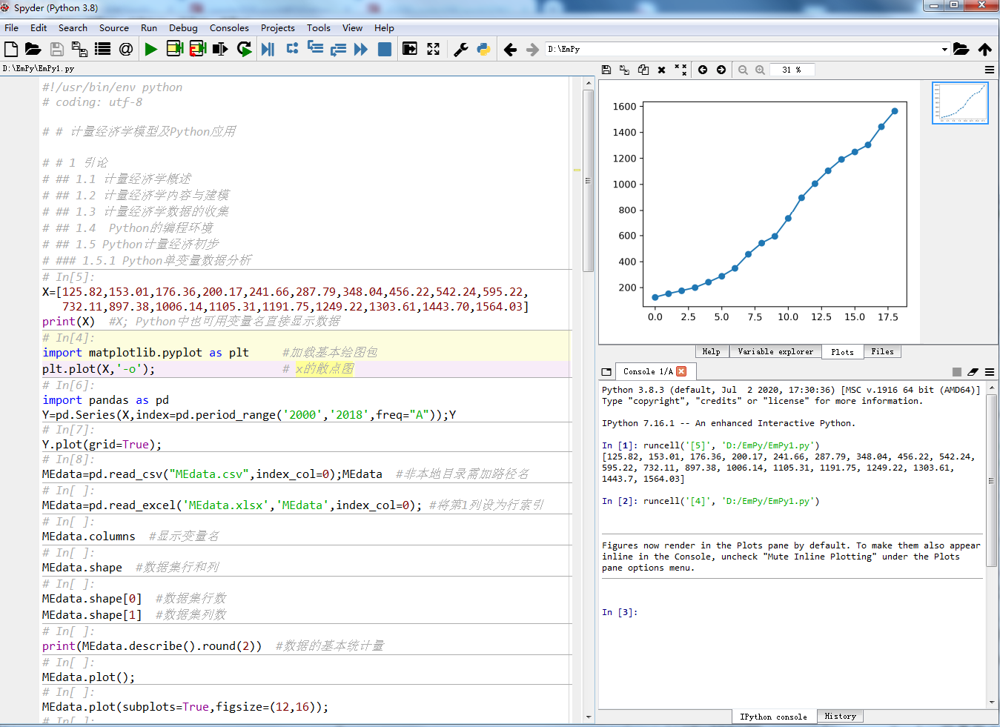 Spyder (Python 3.8)
File Edit Search Source Run Debug Consoles Projects Tools View Help
D:\EmPy
D:\EmPy\EmPy1.py
31 %
#!/usr/bin/env python
# coding: utf-8
# # 计量经济学模型及Python应用
# # 1 引论
# ## 1.1 计量经济学概述
# ## 1.2 计量经济学内容与建模
# ## 1.3 计量经济学数据的收集
# ## 1.4  Python的编程环境
# ## 1.5 Python计量经济初步
# ### 1.5.1 Python单变量数据分析
# In[5]:
X=[125.82,153.01,176.36,200.17,241.66,287.79,348.04,456.22,542.24,595.22,
732.11,897.38,1006.14,1105.31,1191.75,1249.22,1303.61,1443.70,1564.03]
print(X)  #X; Python中也可用变量名直接显示数据
# In[4]:
import matplotlib.pyplot as plt     #加载基本绘图包
plt.plot(X,'-o');                   # x的散点图
# In[6]:
import pandas as pd
Y=pd.Series(X,index=pd.period_range('2000','2018',freq="A"));Y
# In[7]:
Y.plot(grid=True);
# In[8]:
MEdata=pd.read_csv("MEdata.csv",index_col=0);MEdata  #非本地目录需加路径名
# In[ ]:
MEdata=pd.read_excel('MEdata.xlsx','MEdata',index_col=0); #将第1列设为行索引
# In[ ]:
MEdata.columns  #显示变量名
# In[ ]:
MEdata.shape  #数据集行和列
# In[ ]:
MEdata.shape[0]  #数据集行数
MEdata.shape[1]  #数据集列数
# In[ ]:
print(MEdata.describe().round(2))  #数据的基本统计量
# In[ ]:
MEdata.plot();
# In[ ]:
MEdata.plot(subplots=True,figsize=(12,16));
# In[ ]:
1600
1400
1200
1000
800
600
400
200
0.0 2.5 5.0 7.5 10.0 12.5 15.0 17.5
Help Variable explorer Plots Files
Console 1/A
Python 3.8.3 (default, Jul  2 2020, 17:30:36) [MSC v.1916 64 bit (AMD64)]
Type "copyright", "credits" or "license" for more information.
IPython 7.16.1 -- An enhanced Interactive Python.
In [1]: runcell('[5]', 'D:/EmPy/EmPy1.py')
[125.82, 153.01, 176.36, 200.17, 241.66, 287.79, 348.04, 456.22, 542.24,
595.22, 732.11, 897.38, 1006.14, 1105.31, 1191.75, 1249.22, 1303.61,
1443.7, 1564.03]
In [2]: runcell('[4]', 'D:/EmPy/EmPy1.py')
Figures now render in the Plots pane by default. To make them also appear
inline in the Console, uncheck "Mute Inline Plotting" under the Plots
pane options menu.
In [3]:
IPython console History